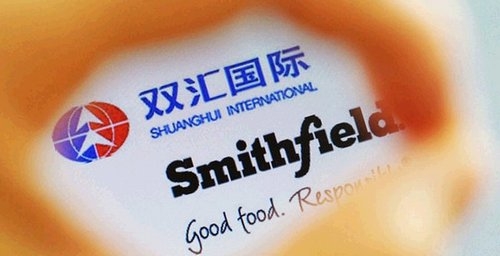 双汇国际
SHUANGHUI INTERNATIONAL
Smithfield
Good food.